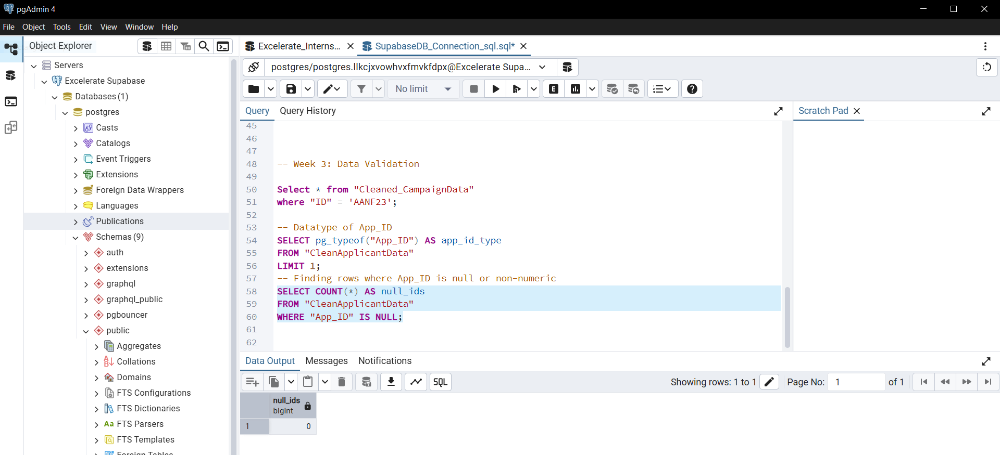 pgAdmin 4
File Object Tools Edit View Window Help
Object Explorer
Servers
Excelerate Supabase
Databases (1)
postgres
Casts
Catalogs
Event Triggers
Extensions
Foreign Data Wrappers
Languages
Publications
Schemas (9)
auth
extensions
graphql
graphql_public
pgbouncer
public
Aggregates
Collations
Domains
FTS Configurations
FTS Dictionaries
Aa FTS Parsers
FTS Templates
Foreign Tables
Excelerate_Interns...
SupabaseDB_Connection_sql.sql*
postgres/postgres.llkcjxvowhvxfmvkfdpx@Excelerate Supa...
No limit
E
Query Query History
Scratch Pad
45
46
47
48 -- Week 3: Data Validation
49
50 Select * from "Cleaned_CampaignData"
51 where "ID" = 'AANF23';
52
53 -- Datatype of App_ID
54 SELECT pg_typeof("App_ID") AS app_id_type
55 FROM "CleanApplicantData"
56 LIMIT 1;
57 -- Finding rows where App_ID is null or non-numeric
58 SELECT COUNT(*) AS null_ids
59 FROM "CleanApplicantData"
60 WHERE "App_ID" IS NULL;
61
62
Data Output Messages Notifications
SQL
Showing rows: 1 to 1
Page No: 1 of 1
null_ids
bigint
1 0